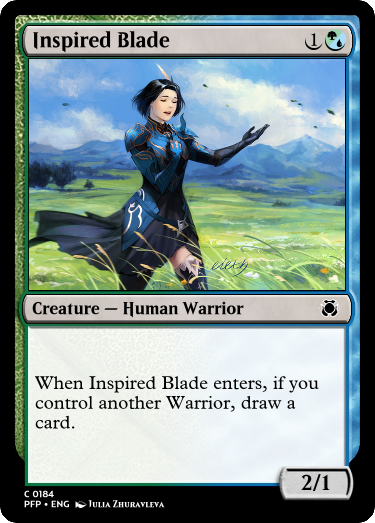 Inspired Blade 1
Creature — Human Warrior
When Inspired Blade enters, if you
control another Warrior, draw a
card.
2/1
C 0184
PFP • ENG Julia Zhuravleva